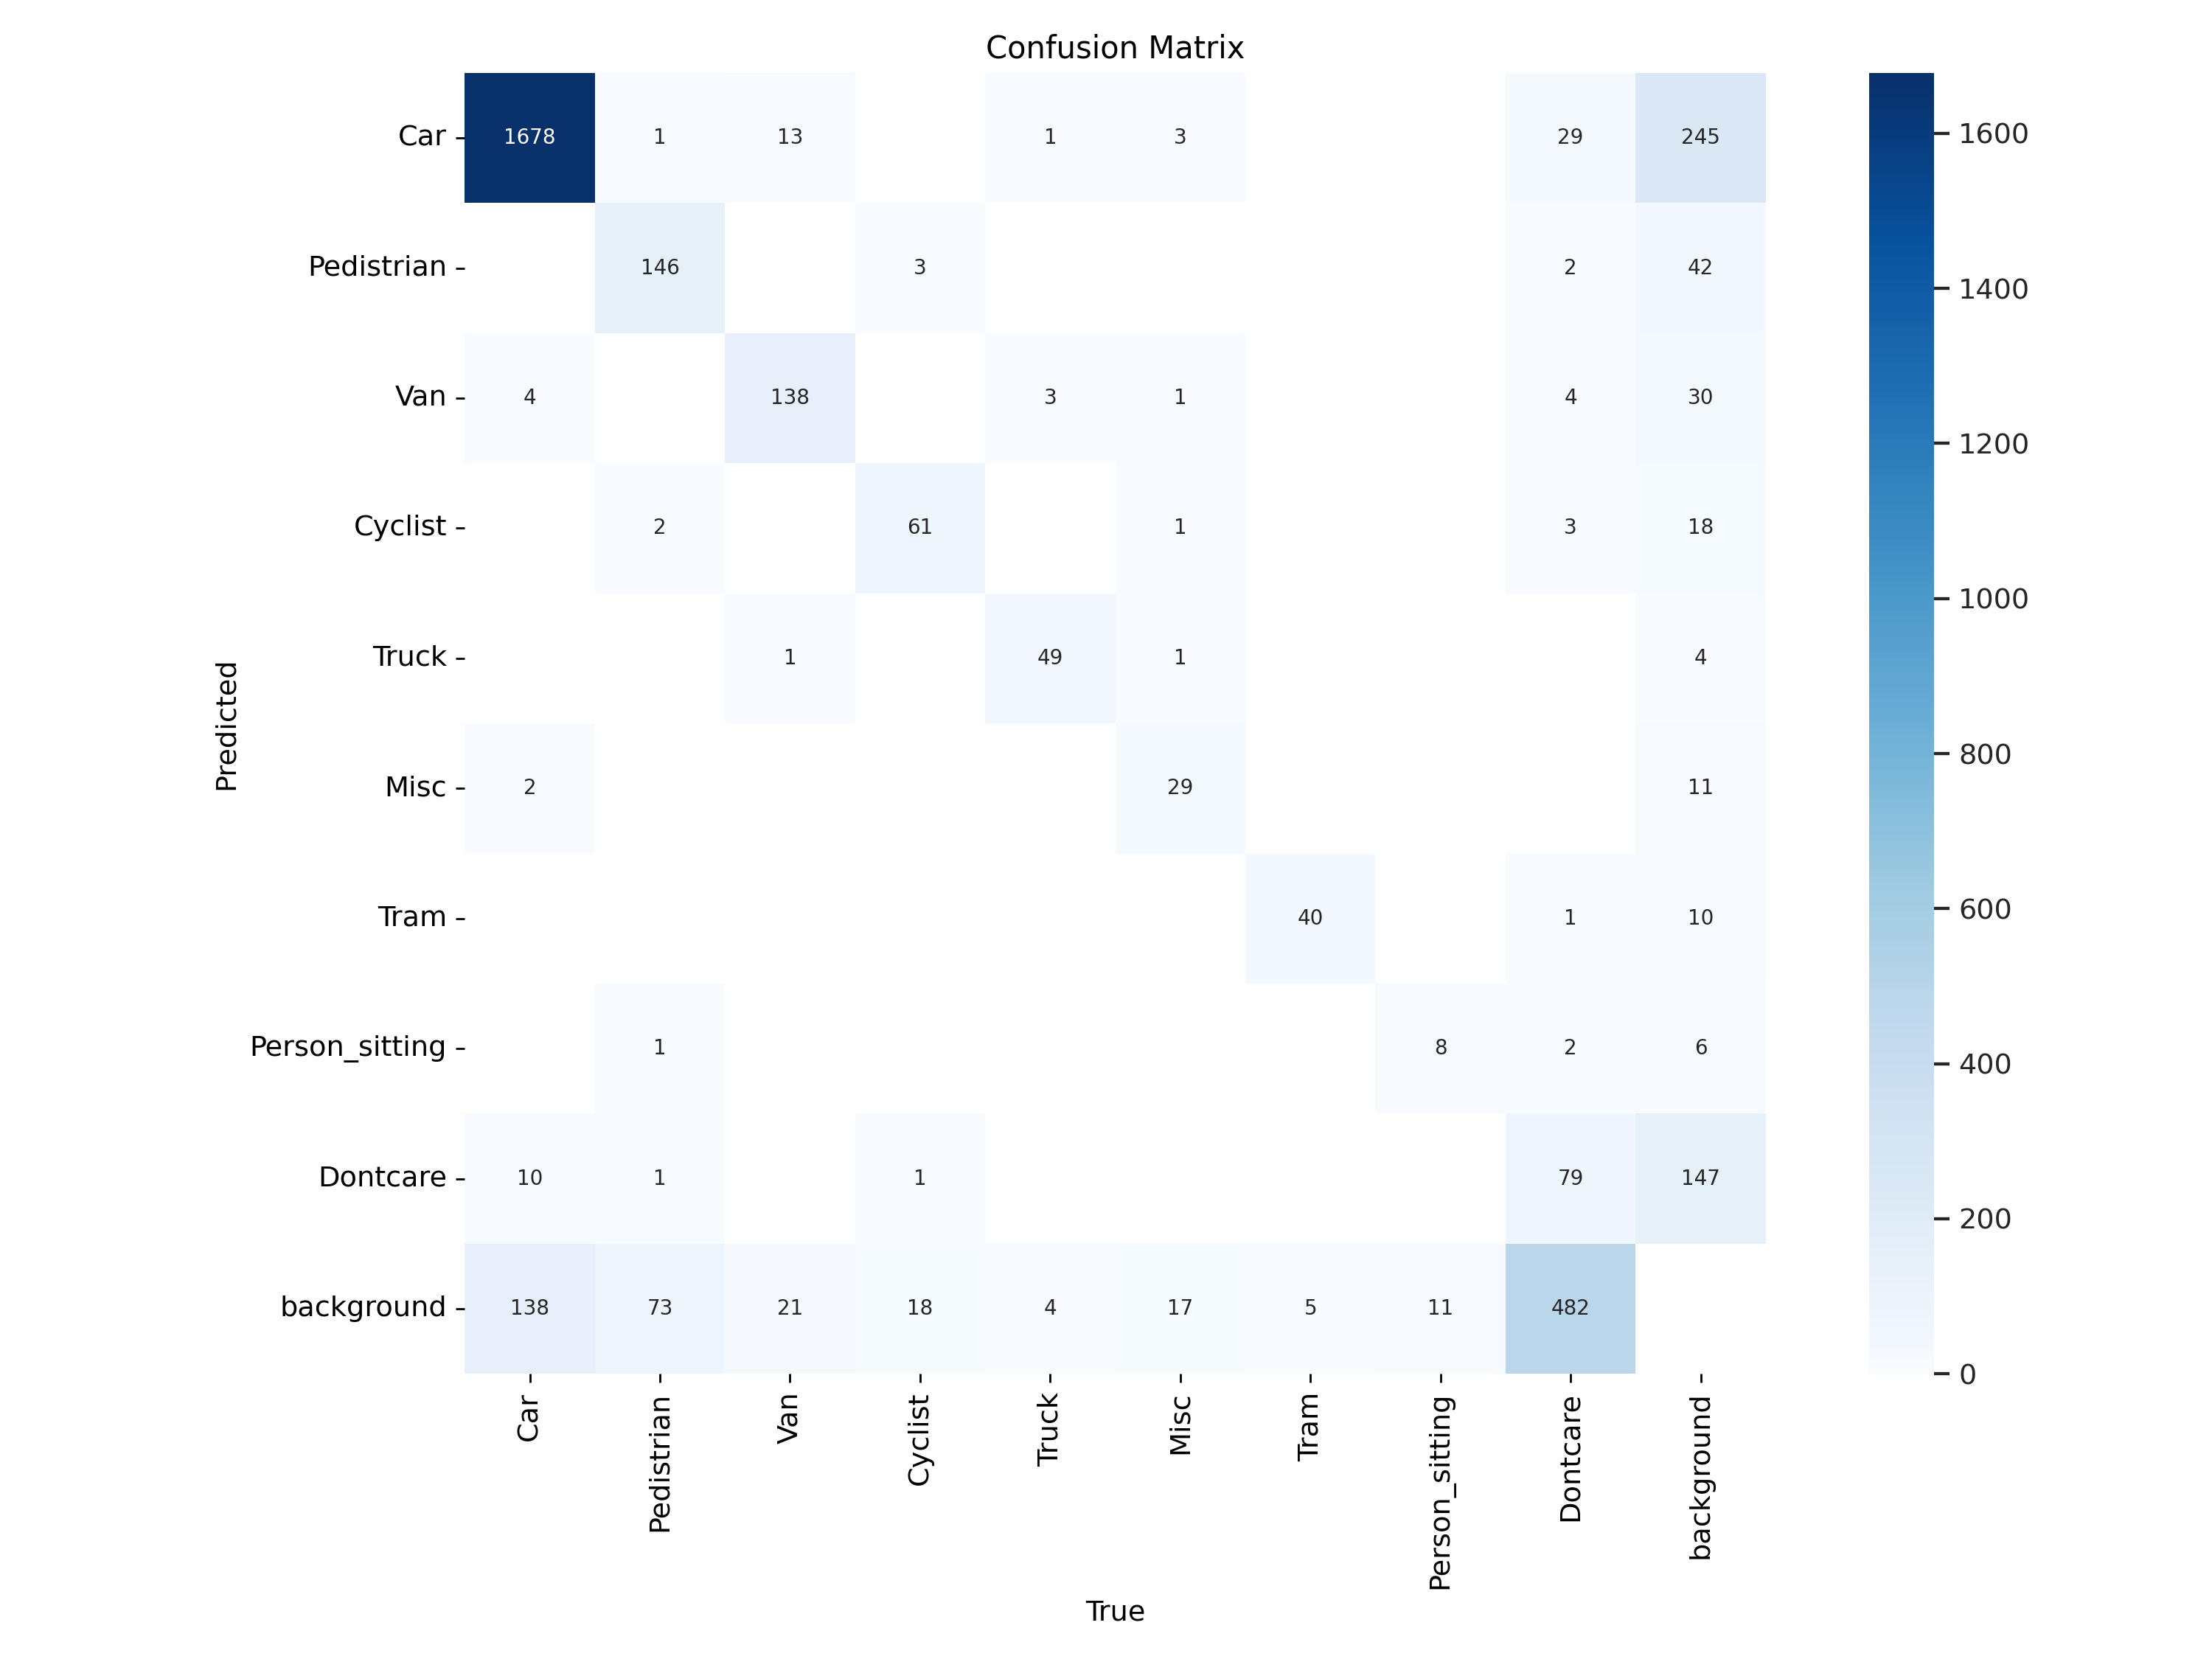 Confusion Matrix
Car 1678 1 13 1 3 29 245
Pedistrian 146 3 2 42
Van 4 138 3 1 4 30
Cyclist 2 61 1 3 18
Truck 1 49 1 4
Misc 2 29 11
Tram 40 1 10
Person_sitting 1 8 2 6
Dontcare 10 1 1 79 147
background 138 73 21 18 4 17 5 11 482
Predicted
Car Pedistrian Van Cyclist Truck Misc Tram Person_sitting Dontcare background
True
1600
1400
1200
1000
800
600
400
200
0